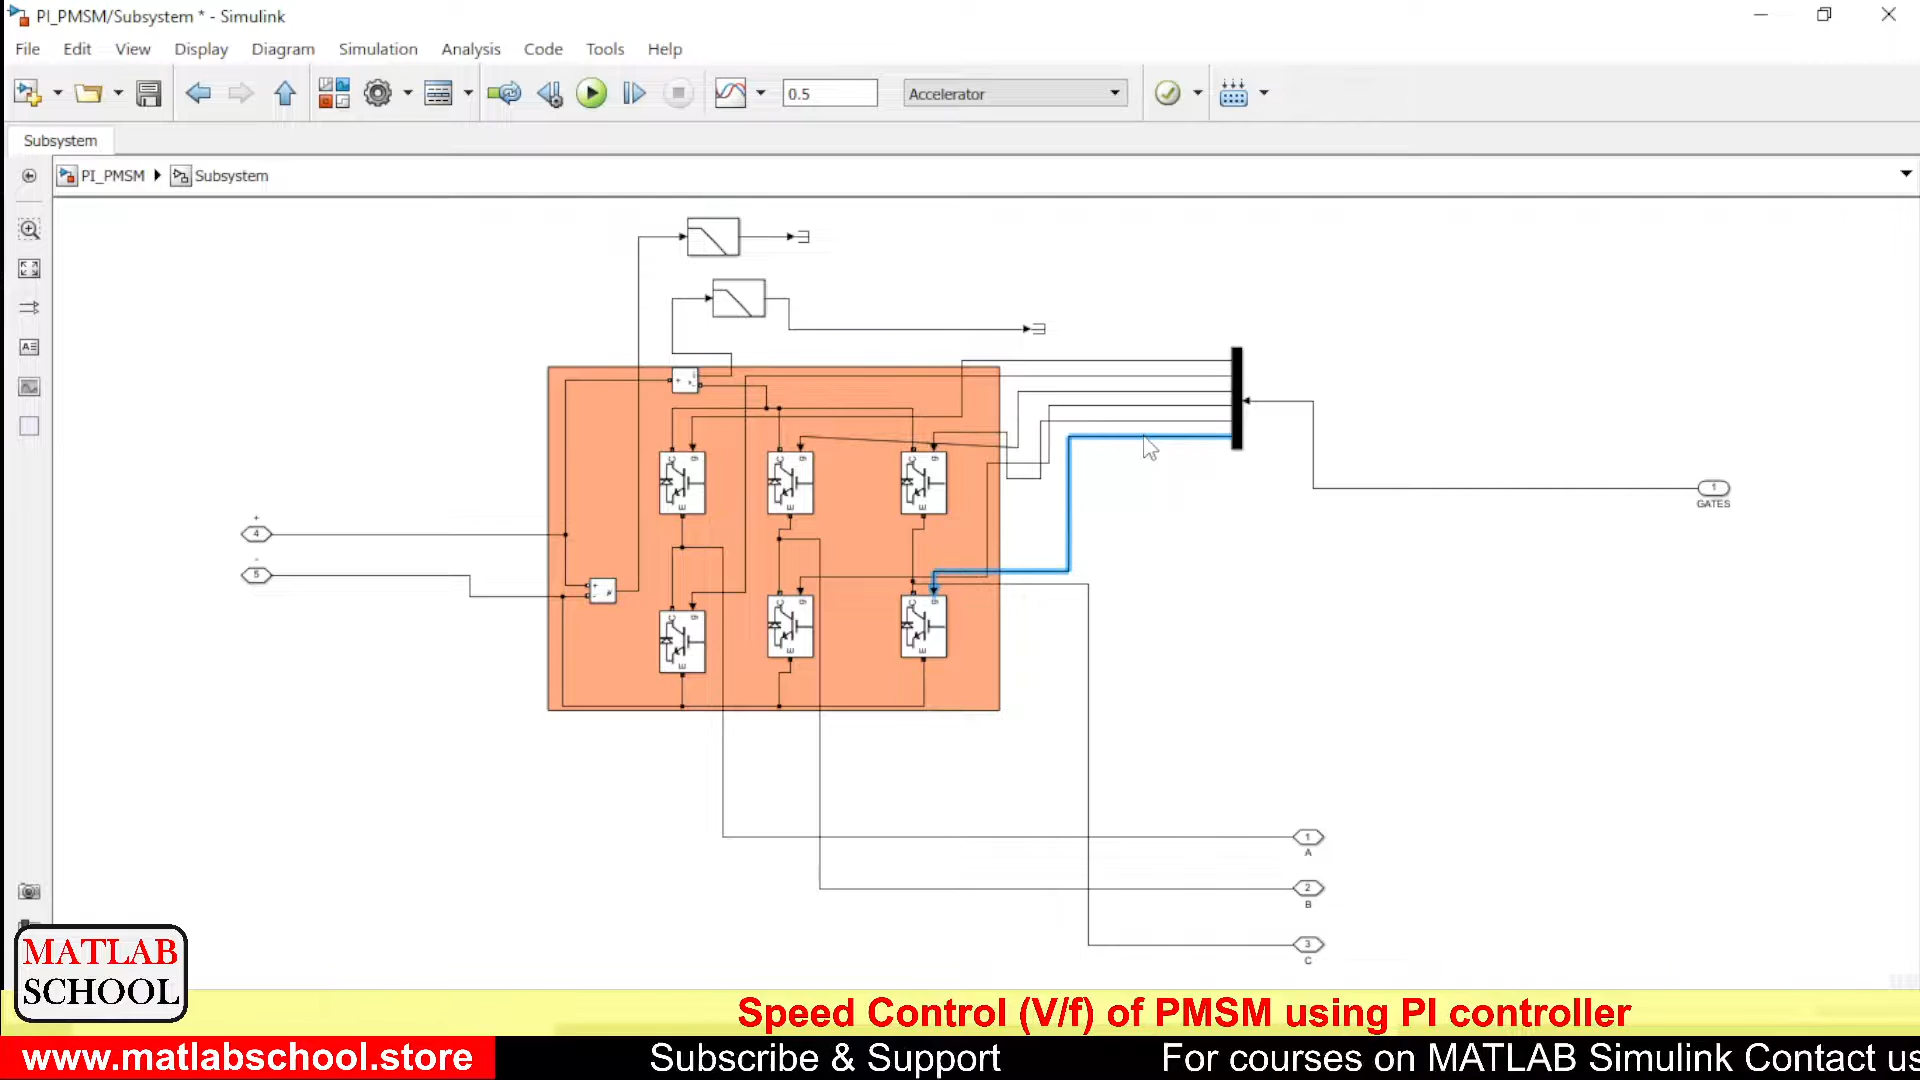 PI_PMSM/Subsystem * - Simulink
File Edit View Display Diagram Simulation Analysis Code Tools Help
0.5 Accelerator
Subsystem
PI_PMSM Subsystem
+
4
-
5
C g E
C g E
C g E
C g E
C g E
C g E
1
GATES
1
A
2
B
3
C
MATLAB
SCHOOL
Speed Control (V/f) of PMSM using PI controller
www.matlabschool.store Subscribe & Support For courses on MATLAB Simulink Contact us